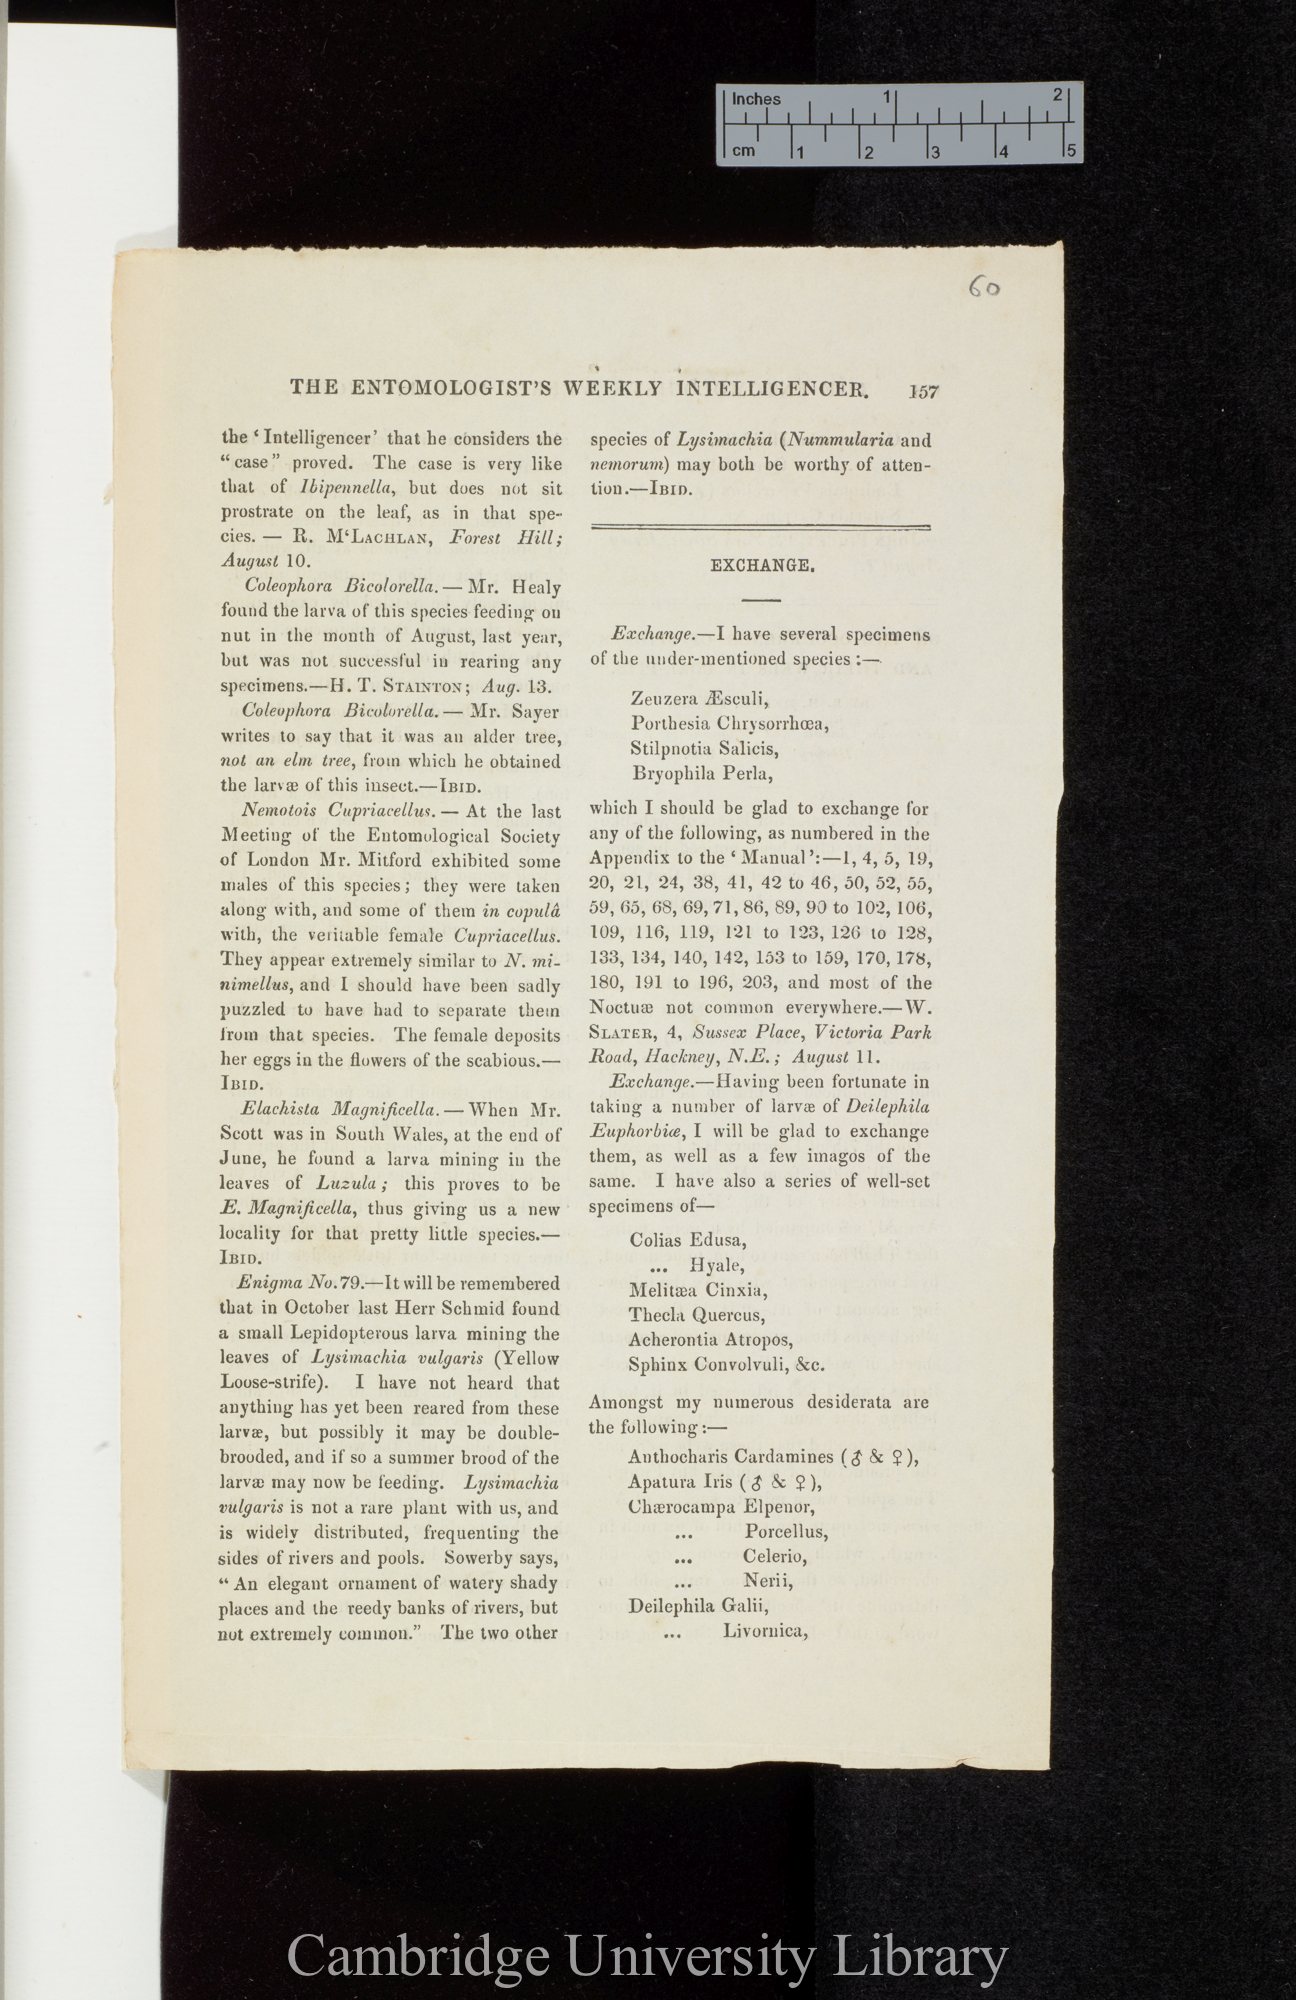 Inches 1 2
cm 1 2 3 4 5
60
THE ENTOMOLOGIST'S WEEKLY INTELLIGENCER. 157
the ‘Intelligencer’ that he considers the
“case” proved. The case is very like
that of Ibipennella, but does not sit
prostrate on the leaf, as in that spe-
cies. — R. M‘Lachlan, Forest Hill;
August 10.
Coleophora Bicolorella. — Mr. Healy
found the larva of this species feeding on
nut in the month of August, last year,
but was not successful in rearing any
specimens.—H. T. Stainton; Aug. 13.
Coleophora Bicolorella. — Mr. Sayer
writes to say that it was an alder tree,
not an elm tree, from which he obtained
the larvæ of this insect.—Ibid.
Nemotois Cupriacellus. — At the last
Meeting of the Entomological Society
of London Mr. Mitford exhibited some
males of this species; they were taken
along with, and some of them in copulâ
with, the veritable female Cupriacellus.
They appear extremely similar to N. mi-
nimellus, and I should have been sadly
puzzled to have had to separate them
from that species. The female deposits
her eggs in the flowers of the scabious.—
Ibid.
Elachista Magnificella. — When Mr.
Scott was in South Wales, at the end of
June, he found a larva mining in the
leaves of Luzula; this proves to be
E. Magnificella, thus giving us a new
locality for that pretty little species.—
Ibid.
Enigma No. 79.—It will be remembered
that in October last Herr Schmid found
a small Lepidopterous larva mining the
leaves of Lysimachia vulgaris (Yellow
Loose-strife). I have not heard that
anything has yet been reared from these
larvæ, but possibly it may be double-
brooded, and if so a summer brood of the
larvæ may now be feeding. Lysimachia
vulgaris is not a rare plant with us, and
is widely distributed, frequenting the
sides of rivers and pools. Sowerby says,
“An elegant ornament of watery shady
places and the reedy banks of rivers, but
not extremely common.” The two other
species of Lysimachia (Nummularia and
nemorum) may both be worthy of atten-
tion.—Ibid.
EXCHANGE.
Exchange.—I have several specimens
of the under-mentioned species :—
Zeuzera Æsculi,
Porthesia Chrysorrhœa,
Stilpnotia Salicis,
Bryophila Perla,
which I should be glad to exchange for
any of the following, as numbered in the
Appendix to the ‘Manual’:—1, 4, 5, 19,
20, 21, 24, 38, 41, 42 to 46, 50, 52, 55,
59, 65, 68, 69, 71, 86, 89, 90 to 102, 106,
109, 116, 119, 121 to 123, 126 to 128,
133, 134, 140, 142, 153 to 159, 170, 178,
180, 191 to 196, 203, and most of the
Noctuæ not common everywhere.—W.
Slater, 4, Sussex Place, Victoria Park
Road, Hackney, N.E.; August 11.
Exchange.—Having been fortunate in
taking a number of larvæ of Deilephila
Euphorbiæ, I will be glad to exchange
them, as well as a few imagos of the
same. I have also a series of well-set
specimens of—
Colias Edusa,
... Hyale,
Melitæa Cinxia,
Thecla Quercus,
Acherontia Atropos,
Sphinx Convolvuli, &c.
Amongst my numerous desiderata are
the following :—
Anthocharis Cardamines (♂ & ♀),
Apatura Iris (♂ & ♀),
Chærocampa Elpenor,
... Porcellus,
... Celerio,
... Nerii,
Deilephila Galii,
... Livornica,
Cambridge University Library